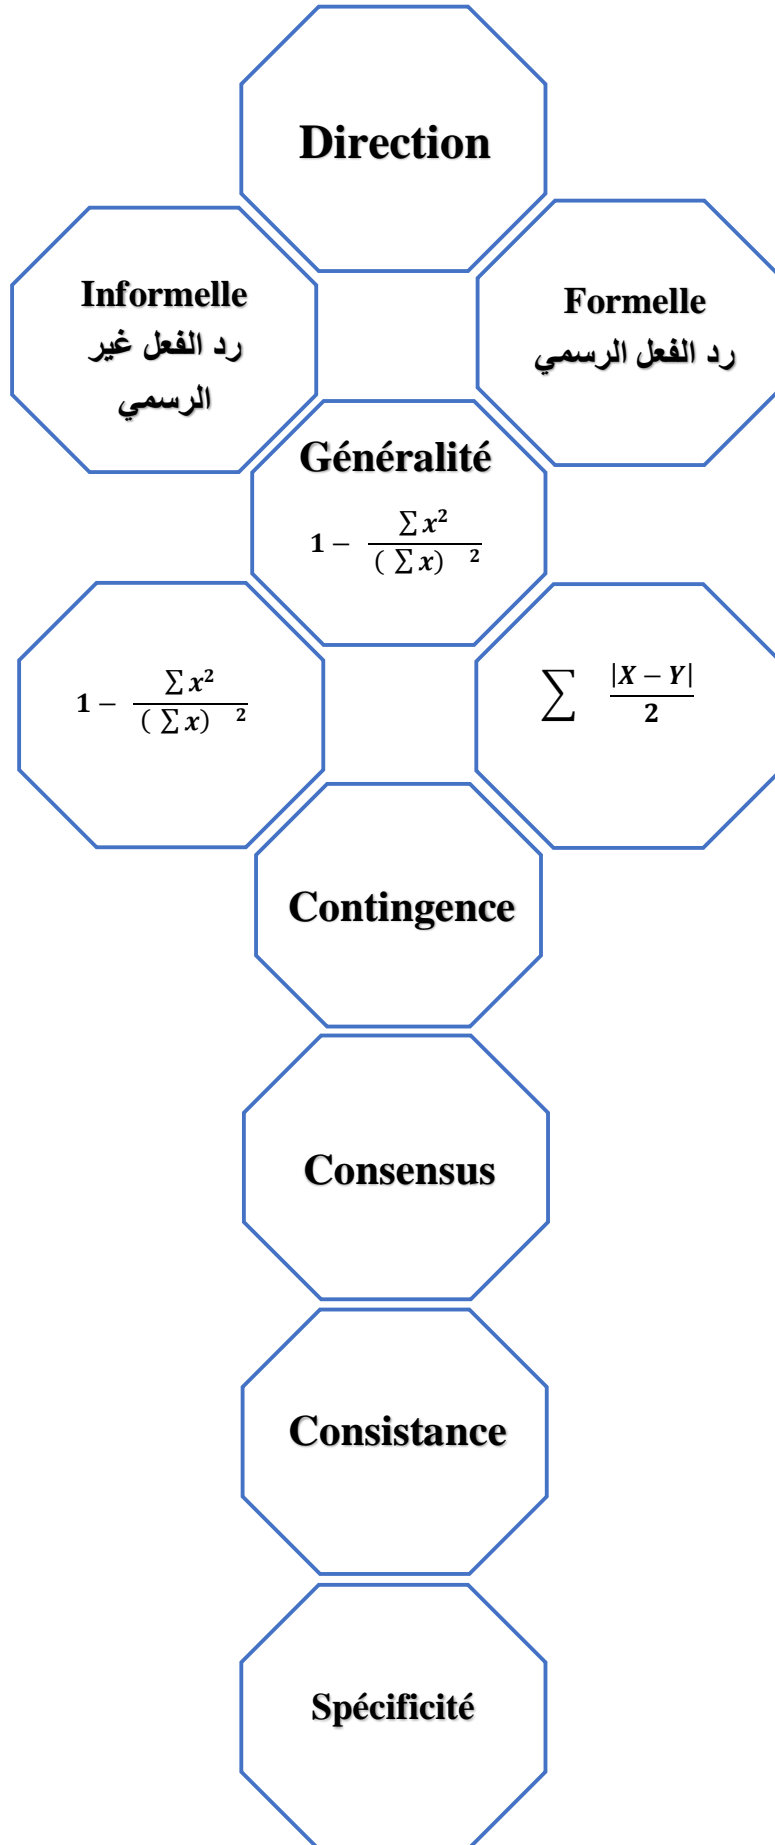 Direction
Informelle
رد الفعل غير
الرسمي
Formelle
رد الفعل الرسمي
Généralité
1 − ∑ x² / ( ∑ x) ²
1 − ∑ x² / ( ∑ x) ²
∑ |X − Y| / 2
Contingence
Consensus
Consistance
Spécificité